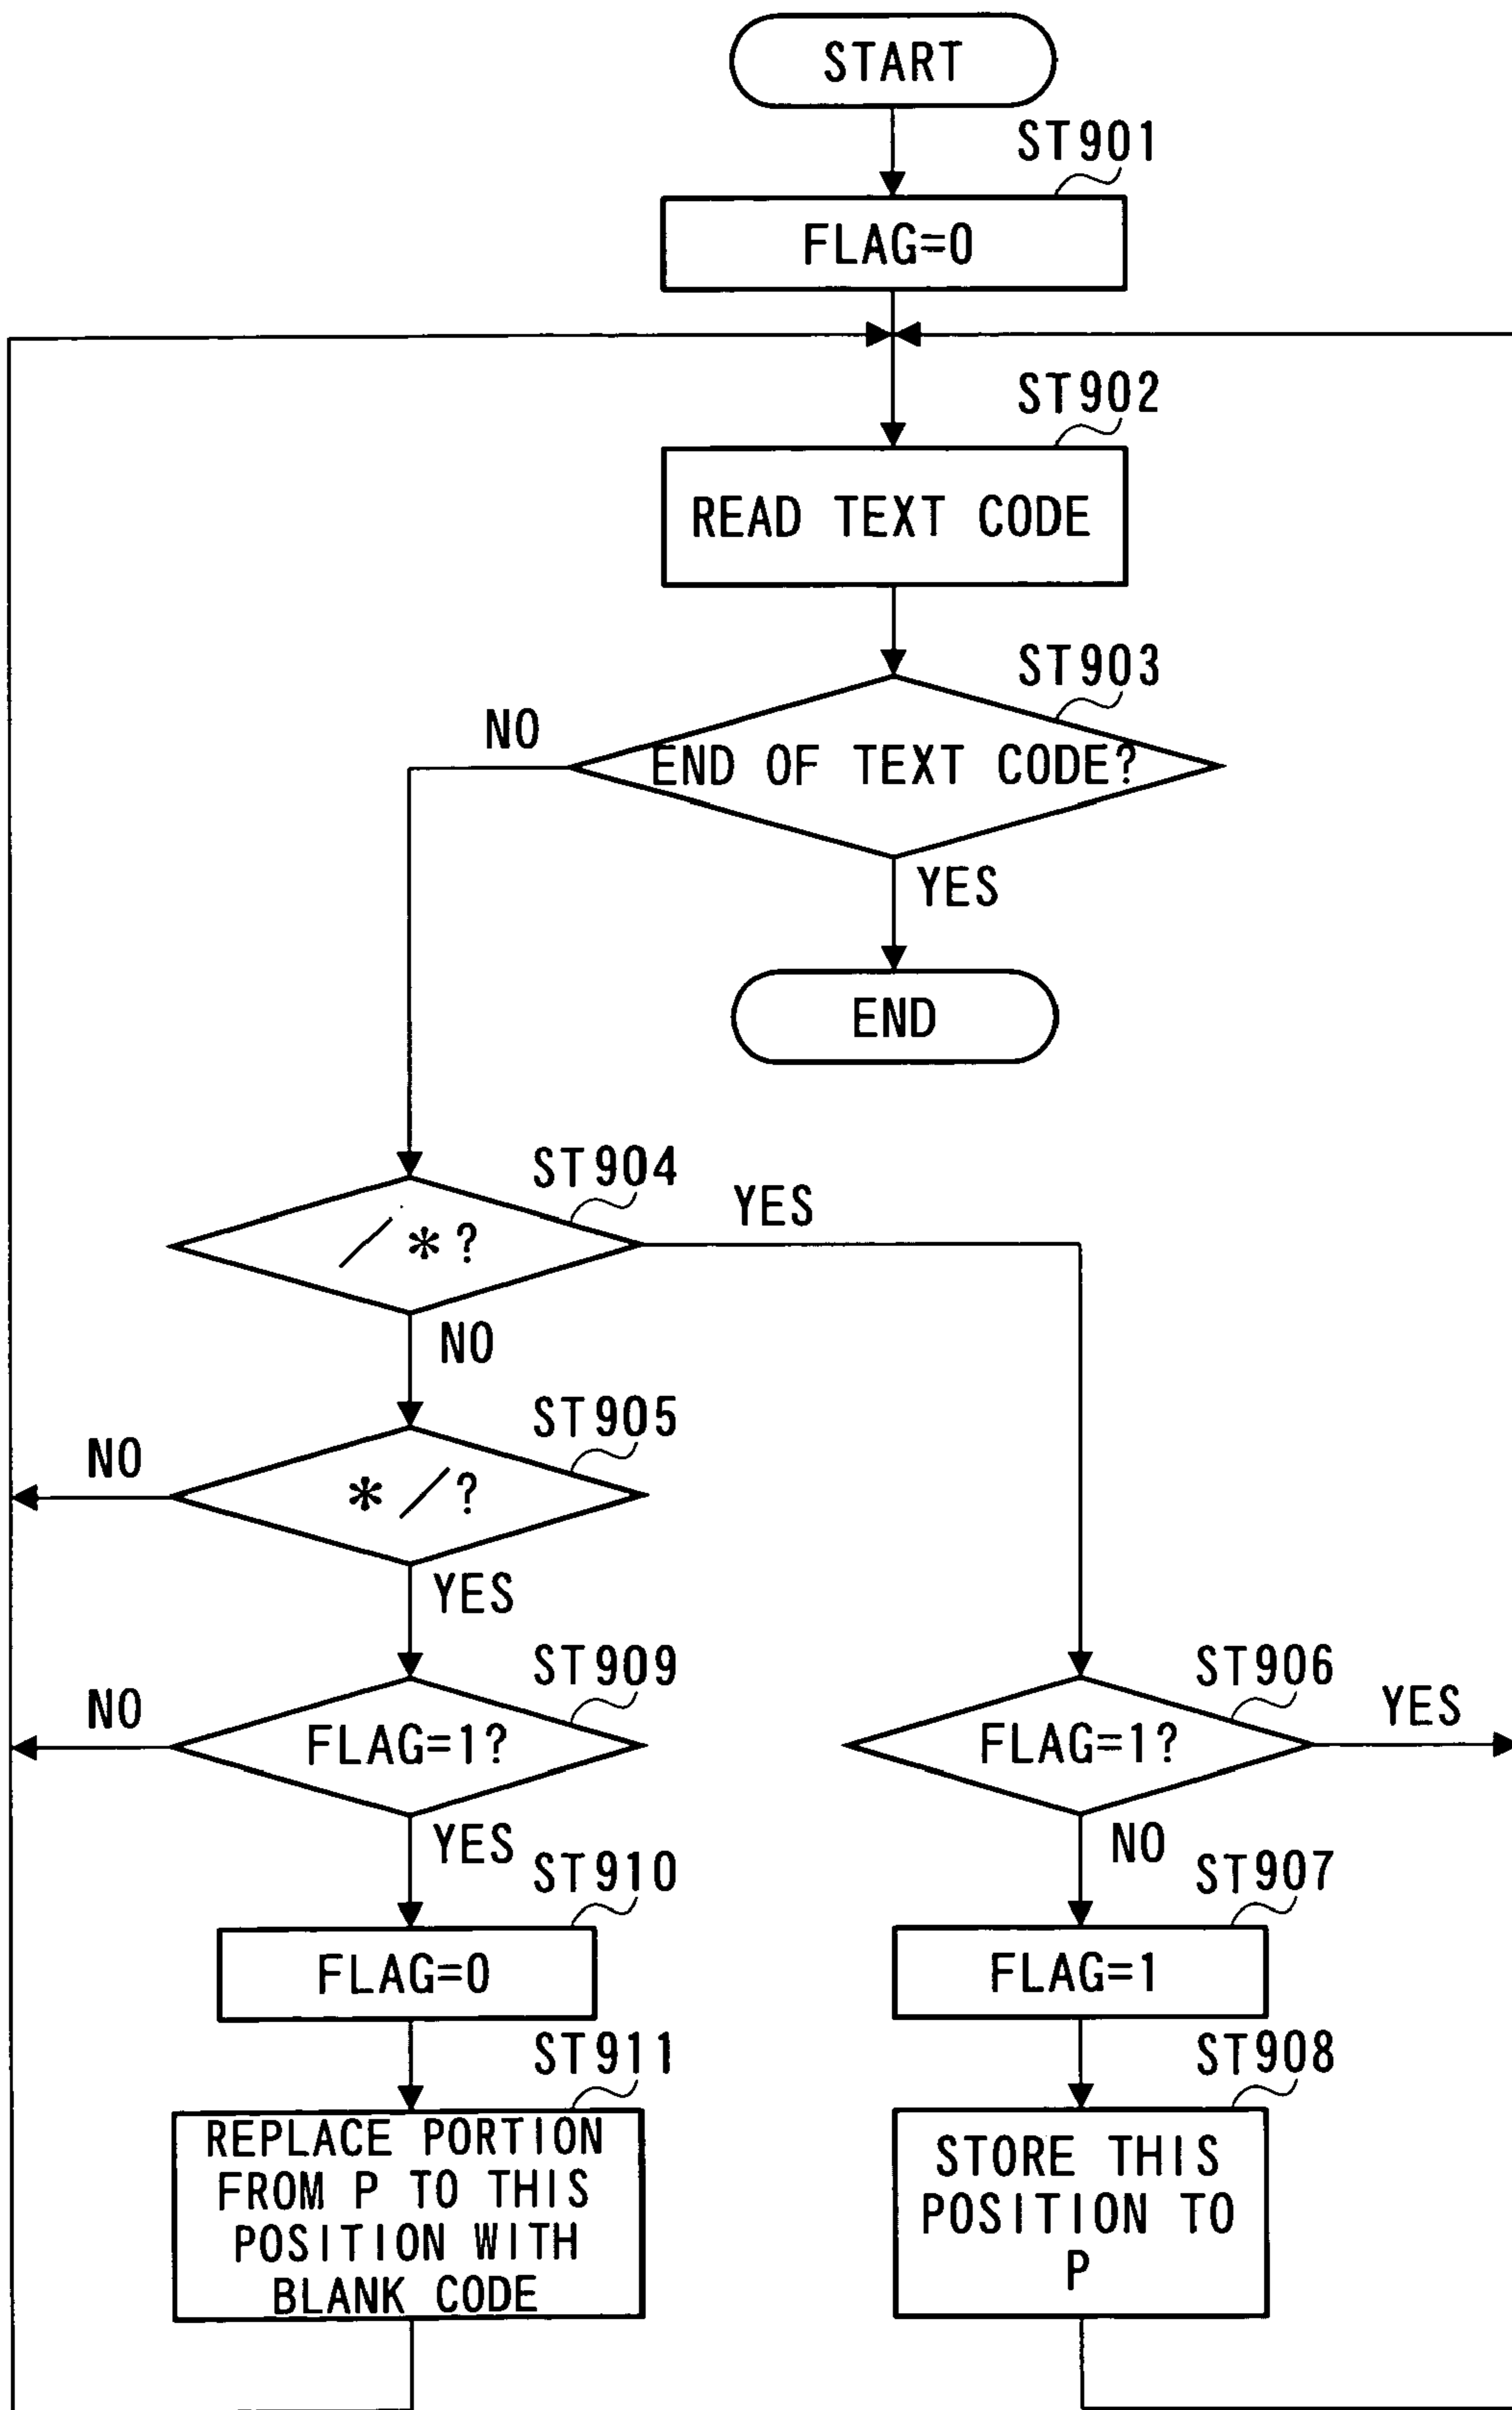 START
ST901
FLAG=0
ST902
READ TEXT CODE
ST903
NO
END OF TEXT CODE?
YES
END
ST904
YES
/*?
NO
ST905
NO
*/?
YES
ST909
NO
FLAG=1?
ST906
YES
FLAG=1?
YES
NO
ST910
FLAG=0
ST907
FLAG=1
ST911
REPLACE PORTION
FROM P TO THIS
POSITION WITH
BLANK CODE
ST908
STORE THIS
POSITION TO
P